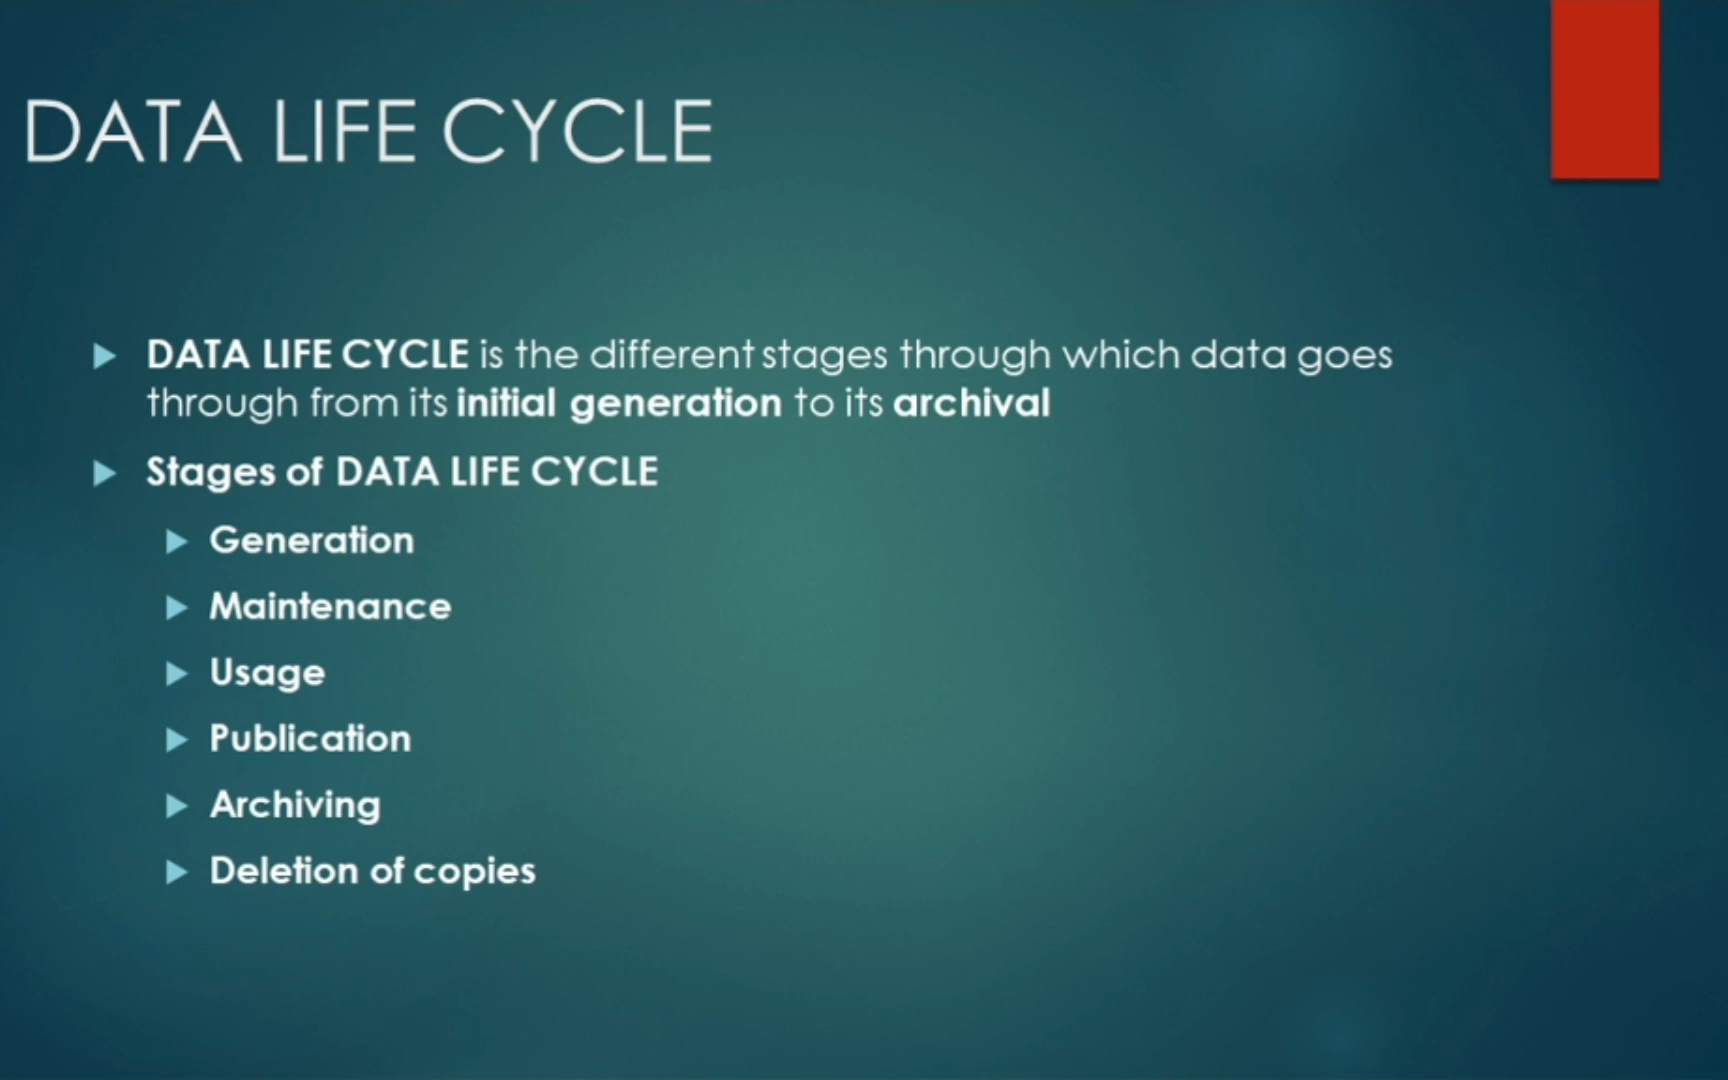 DATA LIFE CYCLE
DATA LIFE CYCLE is the different stages through which data goes
through from its initial generation to its archival
Stages of DATA LIFE CYCLE
Generation
Maintenance
Usage
Publication
Archiving
Deletion of copies